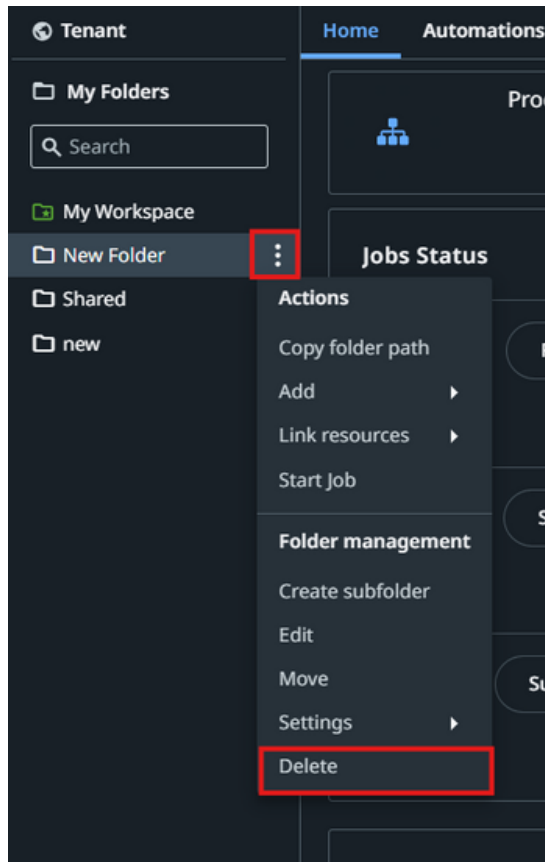 Tenant
My Folders
Search
My Workspace
New Folder
Shared
new
Home Automations
Jobs Status
Actions
Copy folder path
Add
Link resources
Start Job
Folder management
Create subfolder
Edit
Move
Settings
Delete